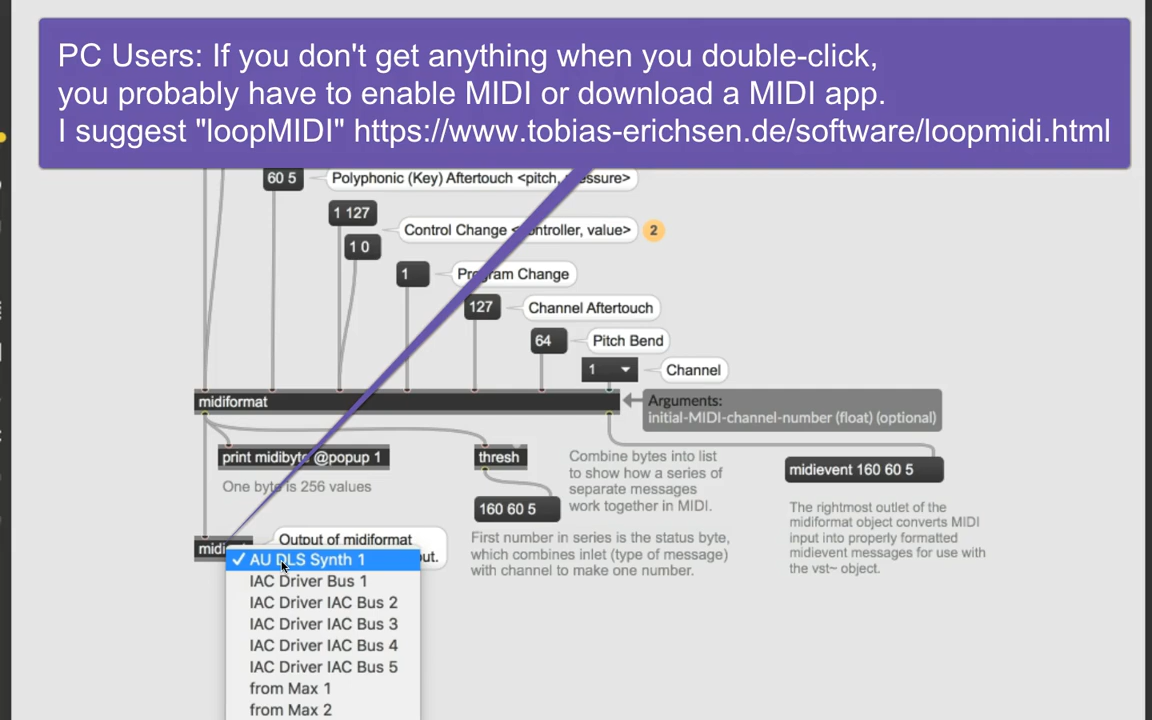 PC Users: If you don't get anything when you double-click,
you probably have to enable MIDI or download a MIDI app.
I suggest "loopMIDI" https://www.tobias-erichsen.de/software/loopmidi.html
60 5
Polyphonic (Key) Aftertouch <pitch, pressure>
1 127
Control Change <controller, value>
2
1 0
1
Program Change
127
Channel Aftertouch
64
Pitch Bend
1
Channel
midiformat
Arguments:
initial-MIDI-channel-number (float) (optional)
print midibyte @popup 1
One byte is 256 values
thresh
Combine bytes into list
to show how a series of
separate messages
work together in MIDI.
midievent 160 60 5
160 60 5
The rightmost outlet of the
midiformat object converts MIDI
input into properly formatted
midievent messages for use with
the vst~ object.
First number in series is the status byte,
which combines inlet (type of message)
with channel to make one number.
Output of midiformat
✓ AU DLS Synth 1
IAC Driver Bus 1
IAC Driver IAC Bus 2
IAC Driver IAC Bus 3
IAC Driver IAC Bus 4
IAC Driver IAC Bus 5
from Max 1
from Max 2